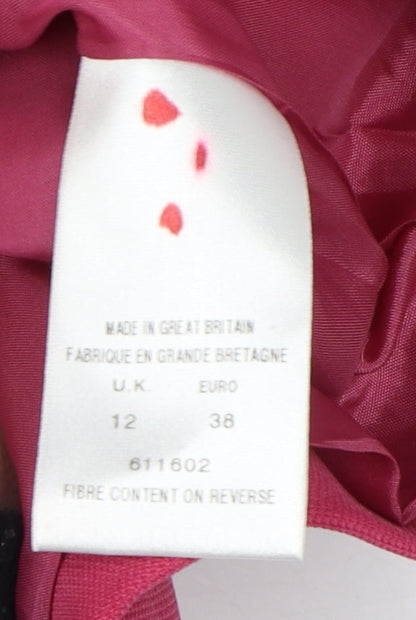 MADE IN GREAT BRITAIN
FABRIQUE EN GRANDE BRETAGNE
U.K. EURO
12 38
611602
FIBRE CONTENT ON REVERSE